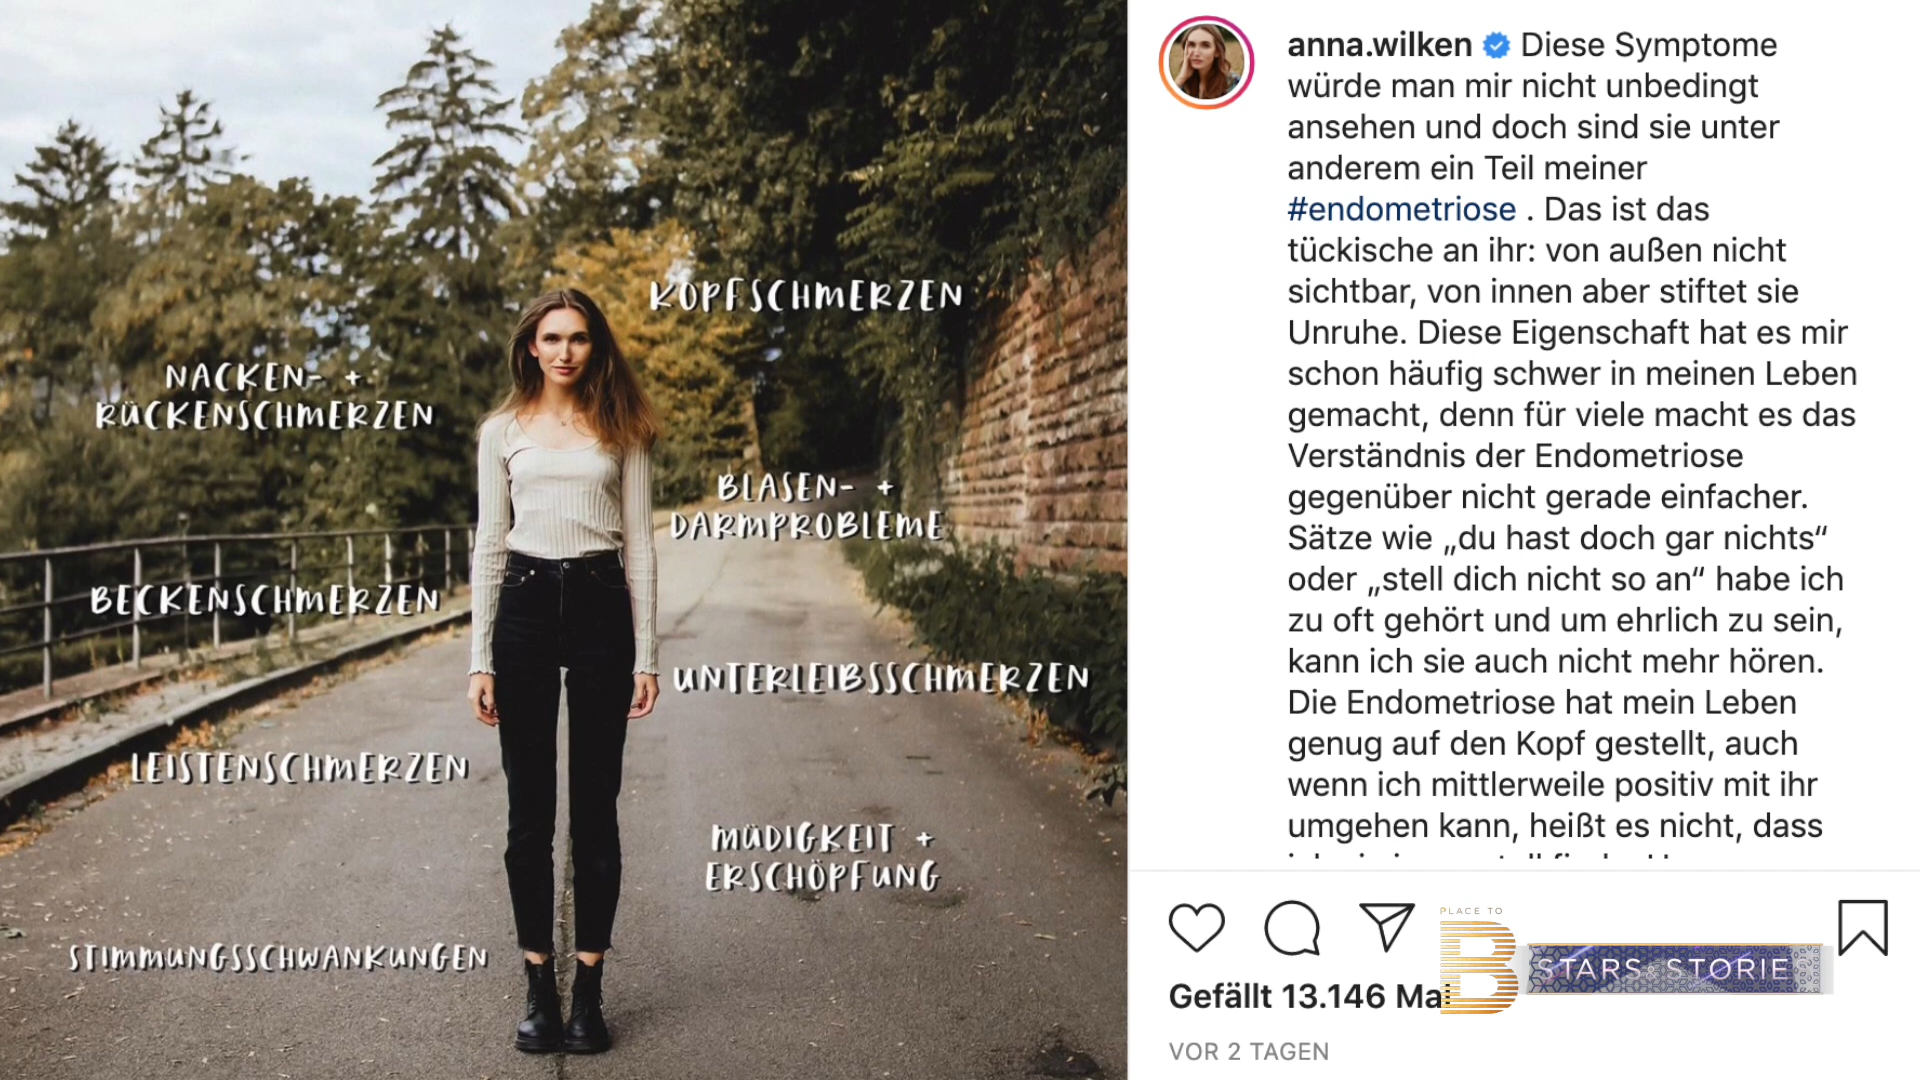 KOPFSCHMERZEN
NACKEN- +
RÜCKENSCHMERZEN
BLASEN- +
DARMPROBLEME
BECKENSCHMERZEN
UNTERLEIBSSCHMERZEN
LEISTENSCHMERZEN
MÜDIGKEIT +
ERSCHÖPFUNG
STIMMUNGSSCHWANKUNGEN
anna.wilken Diese Symptome
würde man mir nicht unbedingt
ansehen und doch sind sie unter
anderem ein Teil meiner
#endometriose . Das ist das
tückische an ihr: von außen nicht
sichtbar, von innen aber stiftet sie
Unruhe. Diese Eigenschaft hat es mir
schon häufig schwer in meinen Leben
gemacht, denn für viele macht es das
Verständnis der Endometriose
gegenüber nicht gerade einfacher.
Sätze wie „du hast doch gar nichts“
oder „stell dich nicht so an“ habe ich
zu oft gehört und um ehrlich zu sein,
kann ich sie auch nicht mehr hören.
Die Endometriose hat mein Leben
genug auf den Kopf gestellt, auch
wenn ich mittlerweile positiv mit ihr
umgehen kann, heißt es nicht, dass
PLACE TO
B
STARS & STORIE
Gefällt 13.146 Mal
VOR 2 TAGEN